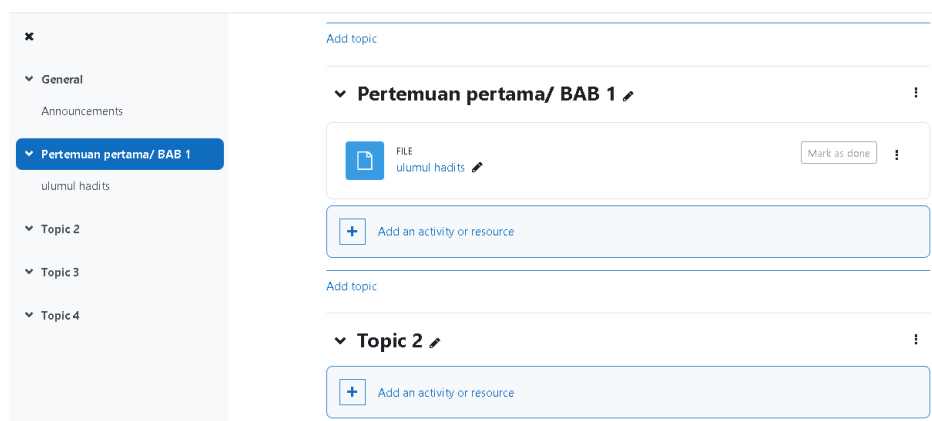 General
Announcements
Pertemuan pertama/ BAB 1
ulumul hadits
Topic 2
Topic 3
Topic 4
Add topic
Pertemuan pertama/ BAB 1
FILE
ulumul hadits
Mark as done
Add an activity or resource
Add topic
Topic 2
Add an activity or resource